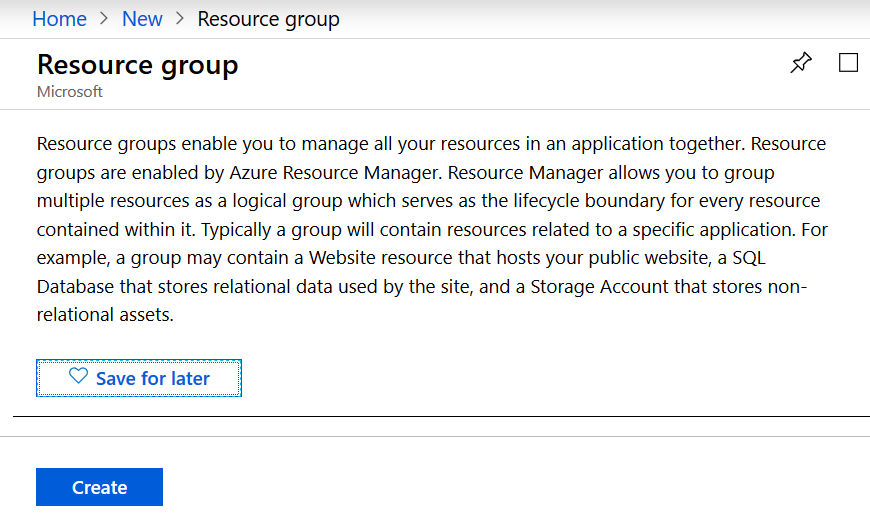 Home > New > Resource group
Resource group
Microsoft
Resource groups enable you to manage all your resources in an application together. Resource
groups are enabled by Azure Resource Manager. Resource Manager allows you to group
multiple resources as a logical group which serves as the lifecycle boundary for every resource
contained within it. Typically a group will contain resources related to a specific application. For
example, a group may contain a Website resource that hosts your public website, a SQL
Database that stores relational data used by the site, and a Storage Account that stores non-
relational assets.
Save for later
Create